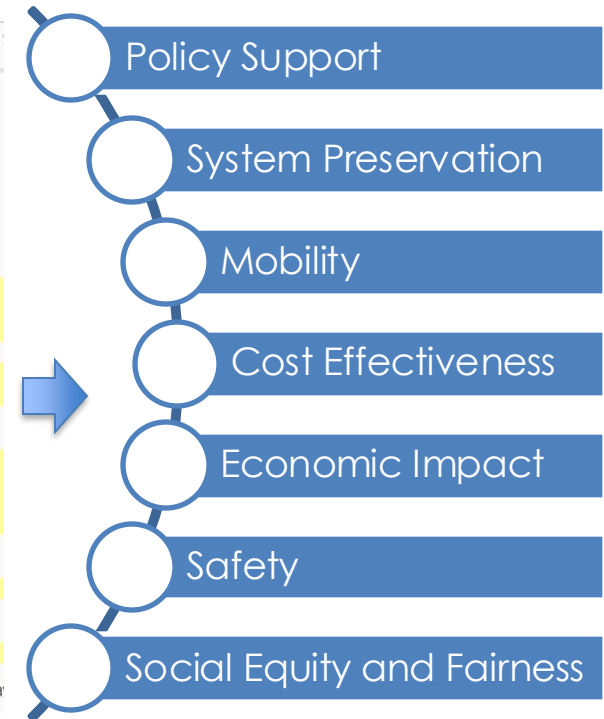 Policy Support
System Preservation
Mobility
Cost Effectiveness
Economic Impact
Safety
Social Equity and Fairness